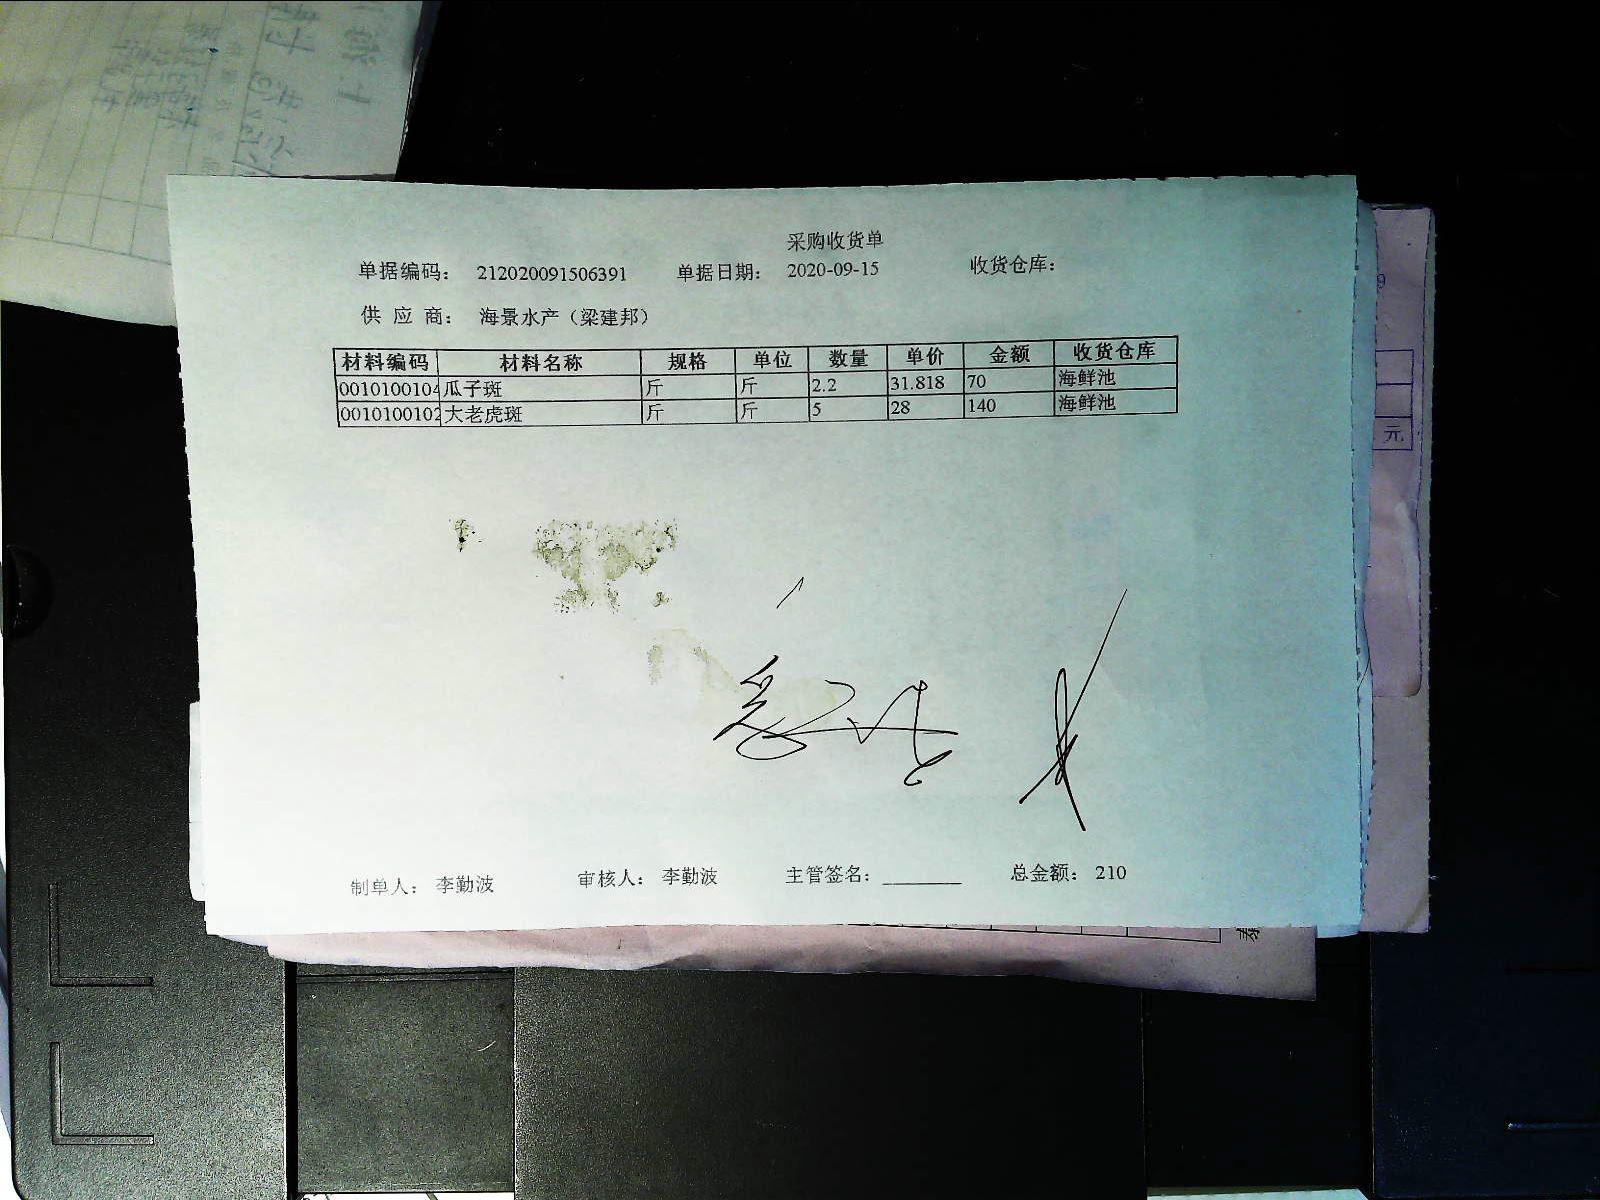 采购收货单
单据编码： 212020091506391 单据日期： 2020-09-15 收货仓库：
供 应 商： 海景水产（梁建邦）
材料编码 材料名称 规格 单位 数量 单价 金额 收货仓库
0010100104 瓜子斑 斤 斤 2.2 31.818 70 海鲜池
0010100102 大老虎斑 斤 斤 5 28 140 海鲜池
制单人： 李勤波 审核人： 李勤波 主管签名： 总金额： 210
元